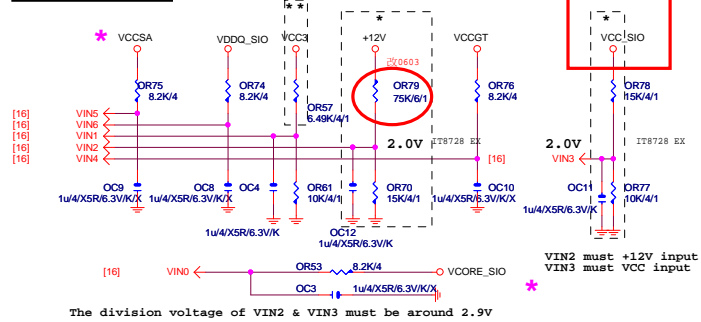 * *
*
*
*
VCCSA
VDDQ_SIO
VCC3
+12V
VCCGT
VCC_SIO
改0603
OR75
8.2K/4
OR74
8.2K/4
OR57
6.49K/4/1
OR79
75K/6/1
OR76
8.2K/4
OR78
15K/4/1
[16] VIN5
[16] VIN6
[16] VIN1
[16] VIN2
[16] VIN4
[16]
2.0V
IT8728 EX
2.0V
IT8728 EX
VIN3
OC9
1u/4/X5R/6.3V/K/X
OC8
1u/4/X5R/6.3V/K/X
OC4
1u/4/X5R/6.3V/K
OR61
10K/4/1
OC12
1u/4/X5R/6.3V/K
OR70
15K/4/1
OC10
1u/4/X5R/6.3V/K/X
OC11
1u/4/X5R/6.3V/K
OR77
10K/4/1
VIN2 must +12V input
VIN3 must VCC input
[16] VIN0
OR53
8.2K/4
VCORE_SIO
OC3
1u/4/X5R/6.3V/K/X
*
The division voltage of VIN2 & VIN3 must be around 2.9V